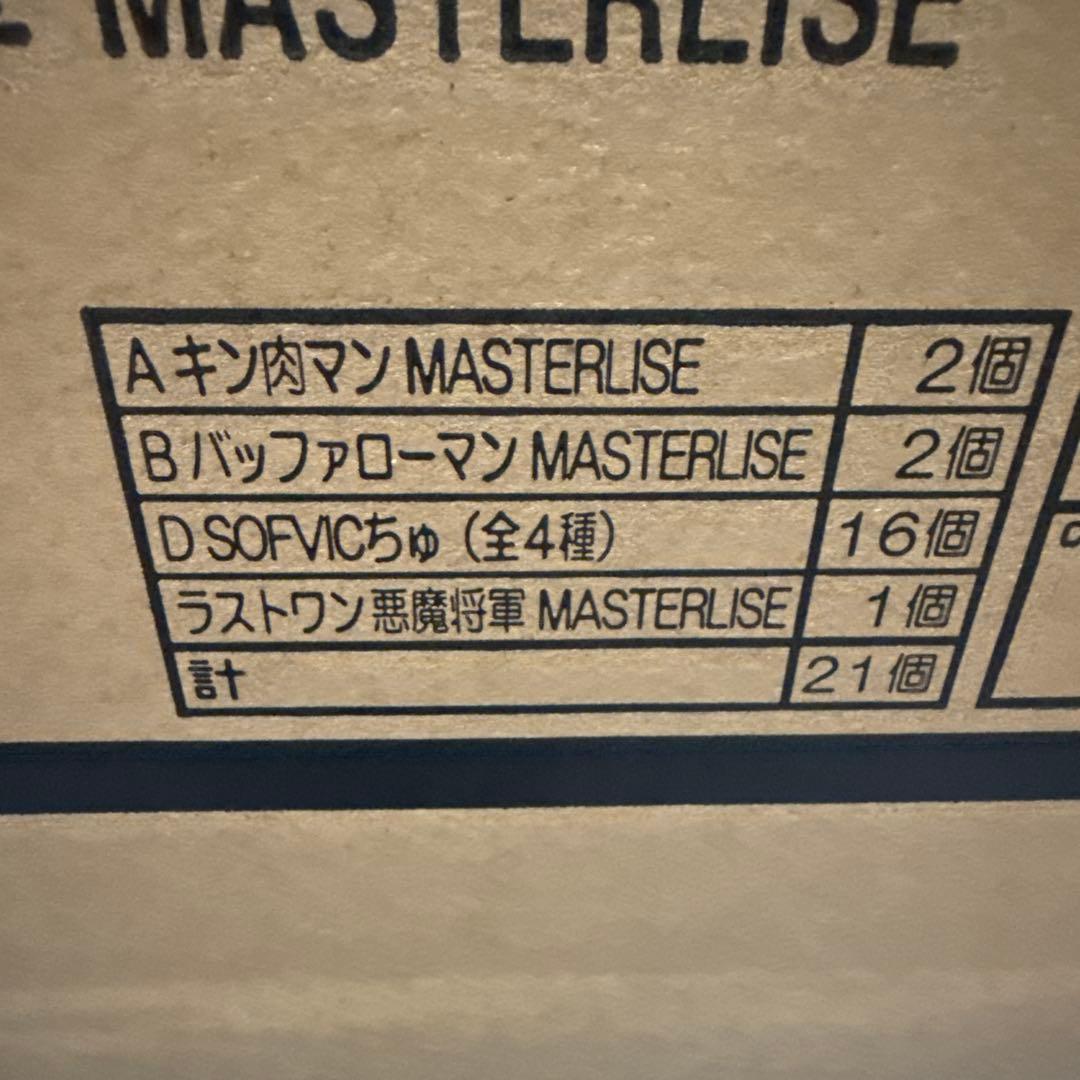 MASTERLISE
A キン肉マン MASTERLISE 2個
B バッファローマン MASTERLISE 2個
D SOFVICちゅ（全4種） 16個
ラストワン悪魔将軍 MASTERLISE 1個
計 21個